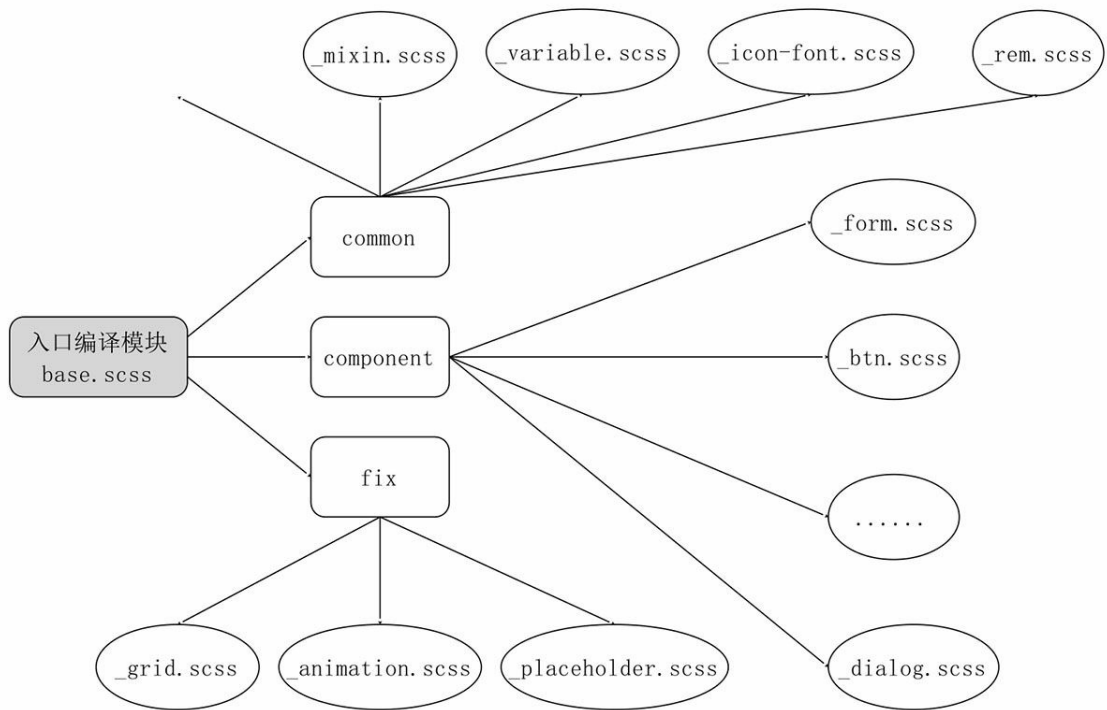 _mixin.scss
_variable.scss
_icon-font.scss
_rem.scss
common
_form.scss
入口编译模块
base.scss
component
_btn.scss
fix
......
_grid.scss
_animation.scss
_placeholder.scss
_dialog.scss